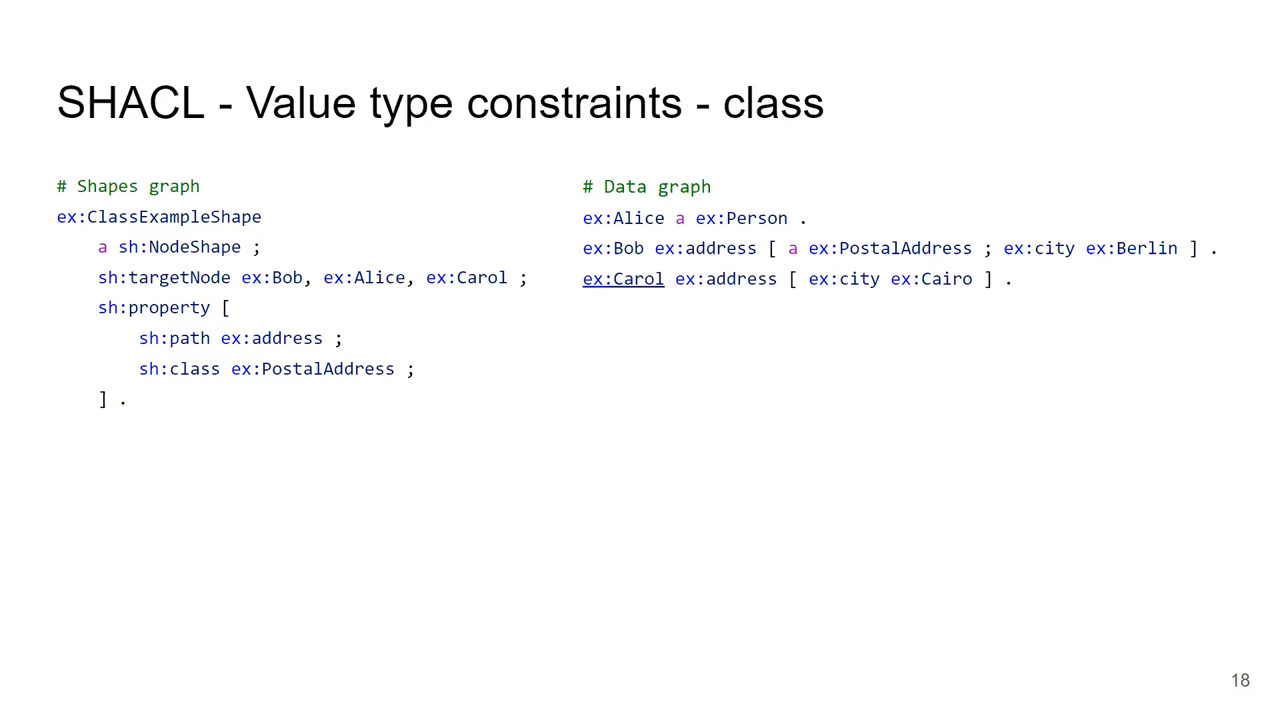 SHACL - Value type constraints - class
# Shapes graph
ex:ClassExampleShape
    a sh:NodeShape ;
    sh:targetNode ex:Bob, ex:Alice, ex:Carol ;
    sh:property [
        sh:path ex:address ;
        sh:class ex:PostalAddress ;
    ] .
# Data graph
ex:Alice a ex:Person .
ex:Bob ex:address [ a ex:PostalAddress ; ex:city ex:Berlin ] .
ex:Carol ex:address [ ex:city ex:Cairo ] .
18